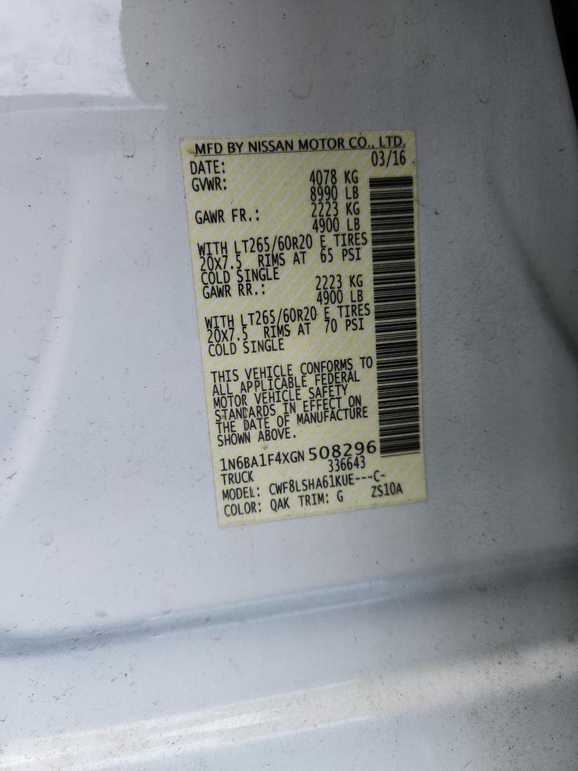 MFD BY NISSAN MOTOR CO., LTD.
DATE: 03/16
GVWR: 4078 KG
8990 LB
GAWR FR.: 2223 KG
4900 LB
WITH LT265/60R20 E TIRES
20X7.5 RIMS AT 65 PSI
COLD SINGLE
GAWR RR.: 2223 KG
4900 LB
WITH LT265/60R20 E TIRES
20X7.5 RIMS AT 70 PSI
COLD SINGLE
THIS VEHICLE CONFORMS TO
ALL APPLICABLE FEDERAL
MOTOR VEHICLE SAFETY
STANDARDS IN EFFECT ON
THE DATE OF MANUFACTURE
SHOWN ABOVE.
1N6BA1F4XGN508296
TRUCK 336643
MODEL: CWF8LSHA61KUE---C-
COLOR: QAK TRIM: G ZS10A